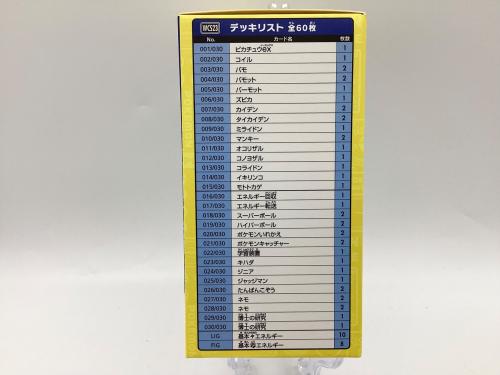 WCS23 デッキリスト 全60枚
No. カード名 枚数
001/030 ピカチュウex 1
002/030 コイル 1
003/030 パモ 2
004/030 パモット 2
005/030 パーモット 1
006/030 ズピカ 1
007/030 カイデン 2
008/030 タイカイデン 2
009/030 ミライドン 1
010/030 マンキー 2
011/030 オコリザル 1
012/030 コノヨザル 1
013/030 コライドン 1
014/030 イキリンコ 1
015/030 モトトカゲ 1
016/030 エネルギー回収 1
017/030 エネルギー転送 1
018/030 スーパーボール 2
019/030 ハイパーボール 2
020/030 ポケモンいれかえ 2
021/030 ポケモンキャッチャー 2
022/030 学習装置 1
023/030 キハダ 1
024/030 ジニア 1
025/030 ジャッジマン 1
026/030 たんぱんこぞう 2
027/030 ネモ 2
028/030 ネモ 2
029/030 博士の研究 1
030/030 博士の研究 1
LIG 基本 エネルギー 10
FIG 基本 エネルギー 8